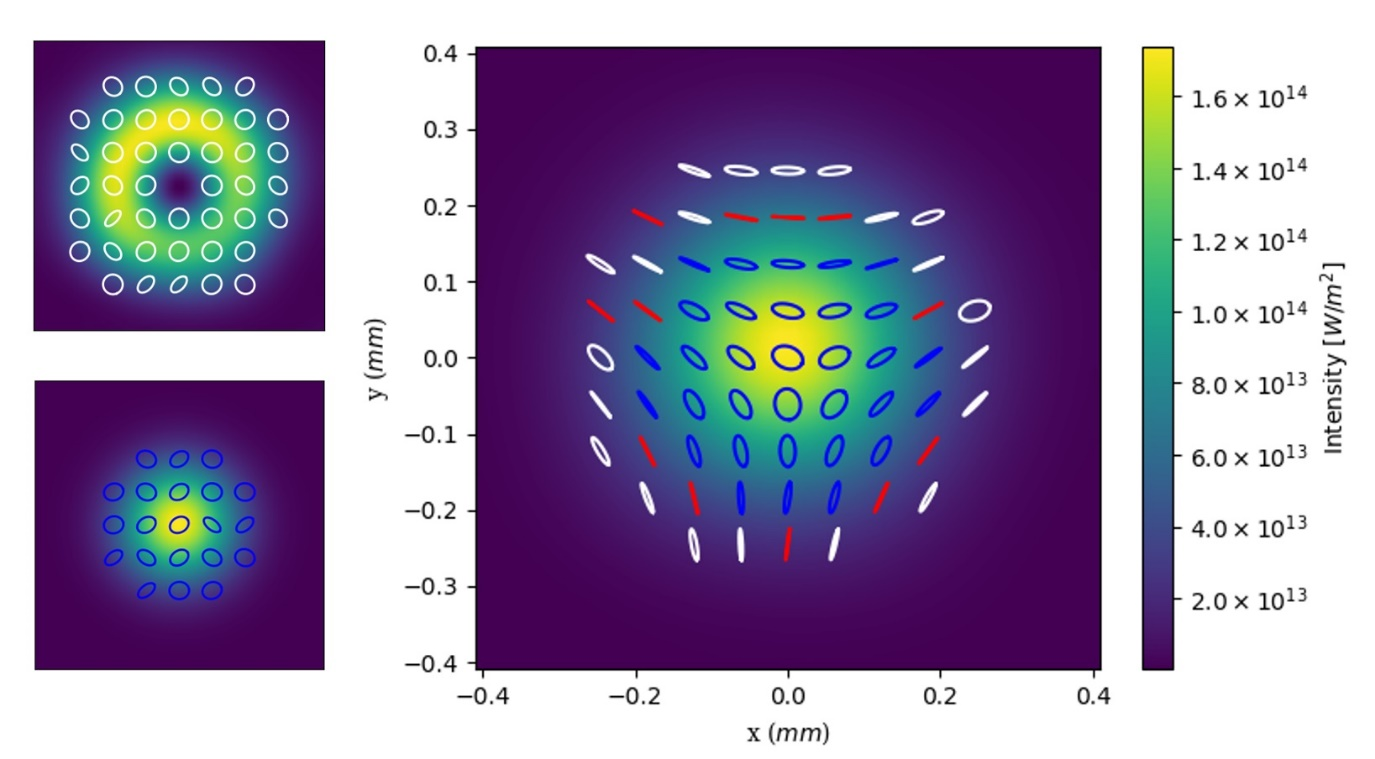 0.4
0.3
0.2
0.1
0.0
−0.1
−0.2
−0.3
−0.4
y (mm)
−0.4 −0.2 0.0 0.2 0.4
x (mm)
1.6 × 10¹⁴
1.4 × 10¹⁴
1.2 × 10¹⁴
1.0 × 10¹⁴
8.0 × 10¹³
6.0 × 10¹³
4.0 × 10¹³
2.0 × 10¹³
Intensity [W/m²]